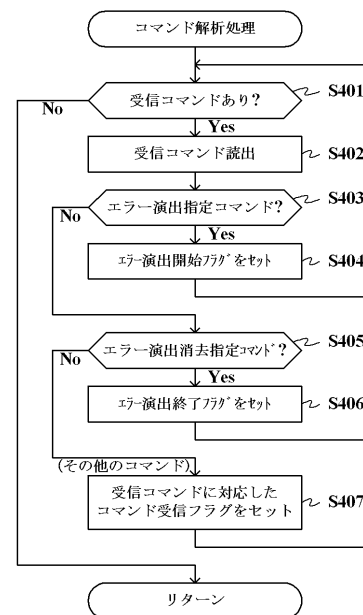 コマンド解析処理
受信コマンドあり?
S401
No
Yes
受信コマンド読出
S402
エラー演出指定コマンド?
S403
No
Yes
エラー演出開始フラグをセット
S404
エラー演出消去指定コマンド?
S405
No
Yes
エラー演出終了フラグをセット
S406
(その他のコマンド)
受信コマンドに対応した
コマンド受信フラグをセット
S407
リターン